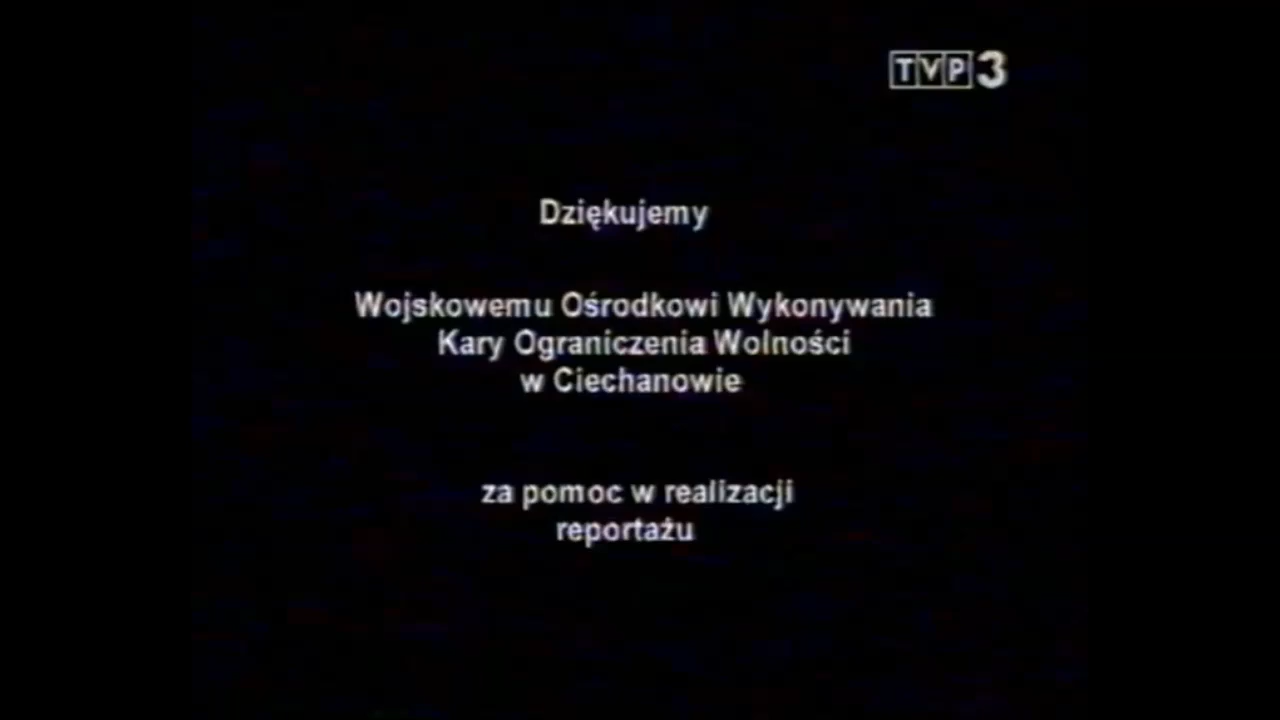 TVP3
Dziękujemy
Wojskowemu Ośrodkowi Wykonywania
Kary Ograniczenia Wolności
w Ciechanowie
za pomoc w realizacji
reportażu